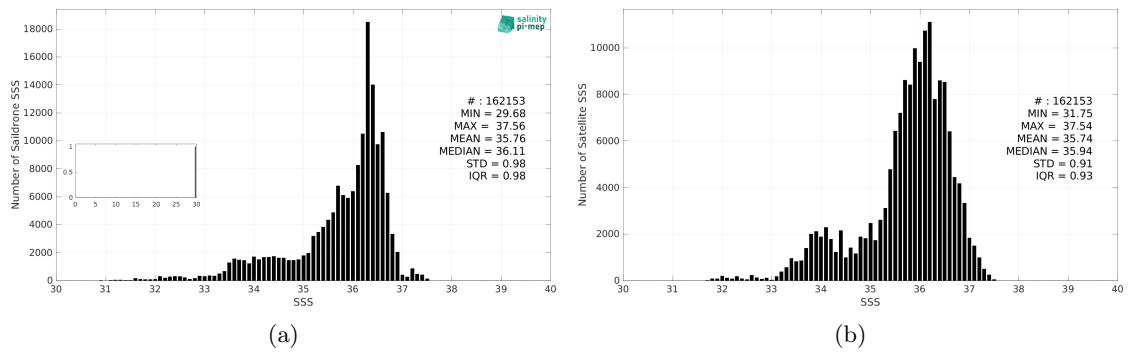 salinity
pi-mep
Number of Saildrone SSS
18000
16000
14000
12000
10000
8000
6000
4000
2000
0
# : 162153
MIN = 29.68
MAX = 37.56
MEAN = 35.76
MEDIAN = 36.11
STD = 0.98
IQR = 0.98
1
0.5
0
0 5 10 15 20 25 30
30 31 32 33 34 35 36 37 38 39 40
SSS
(a)
Number of Satellite SSS
10000
8000
6000
4000
2000
0
# : 162153
MIN = 31.75
MAX = 37.54
MEAN = 35.74
MEDIAN = 35.94
STD = 0.91
IQR = 0.93
30 31 32 33 34 35 36 37 38 39 40
SSS
(b)